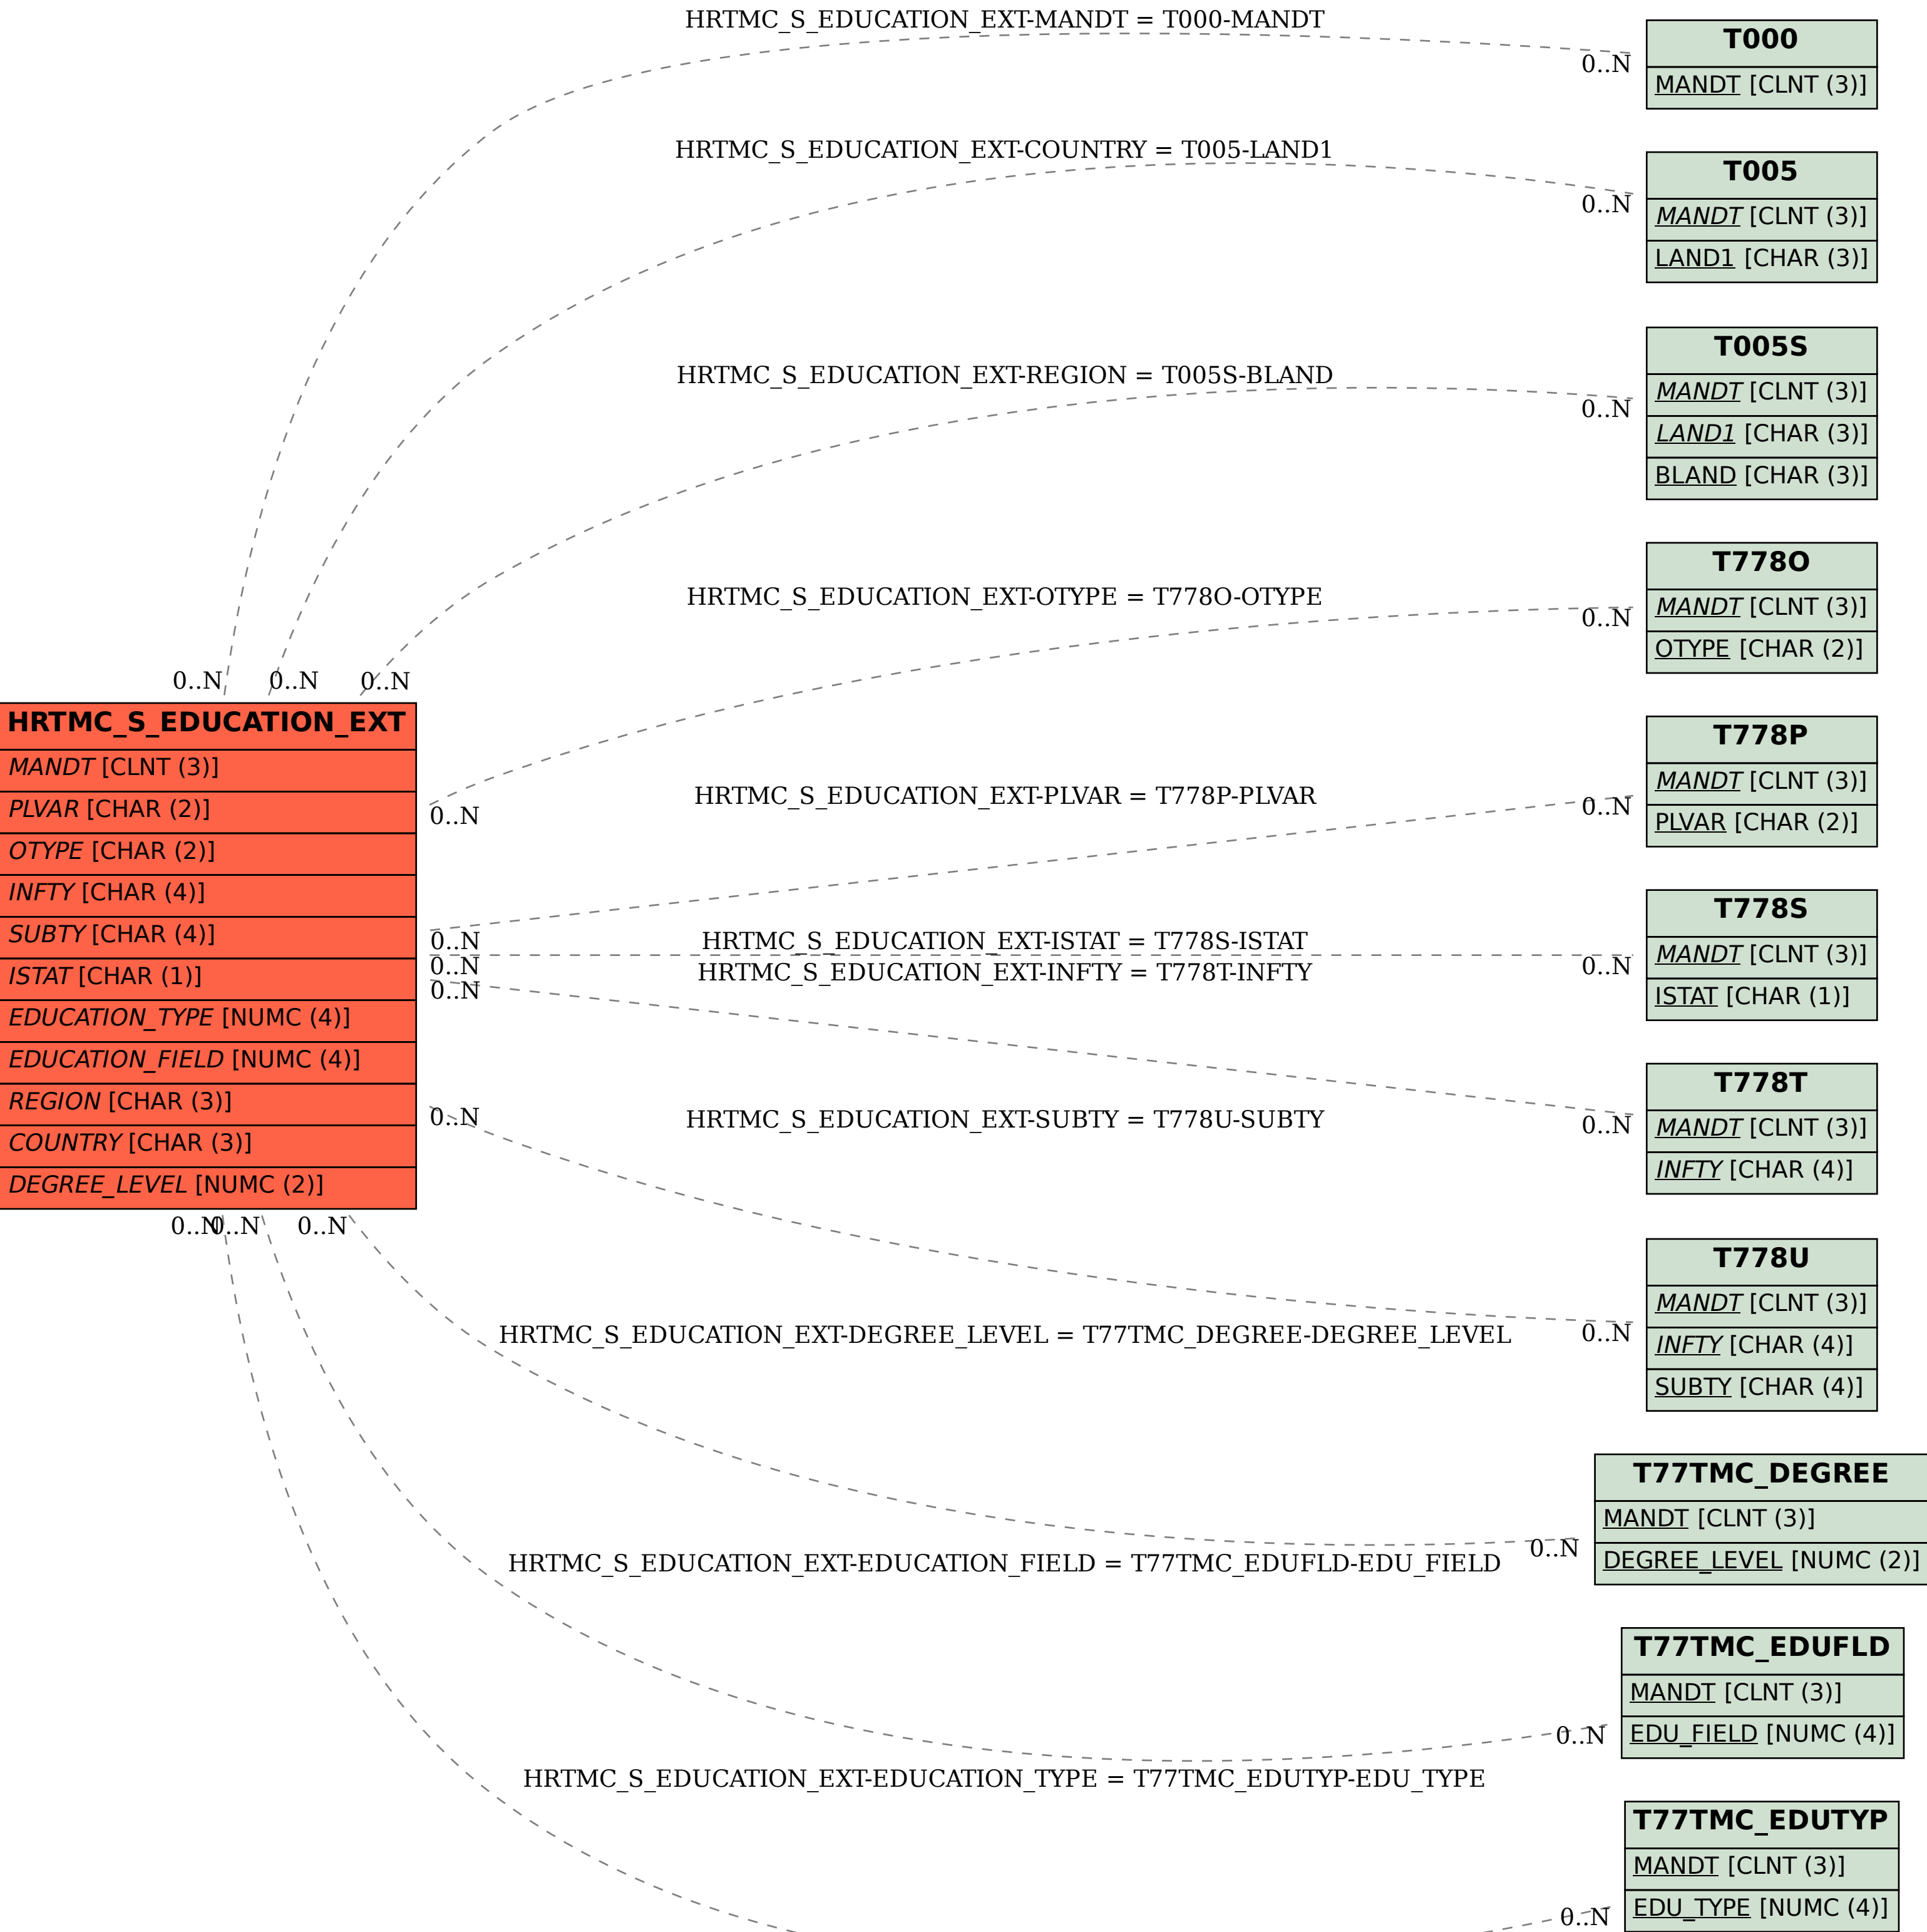 HRTMC_S_EDUCATION_EXT-MANDT = T000-MANDT
0..N
T000
MANDT [CLNT (3)]
HRTMC_S_EDUCATION_EXT-COUNTRY = T005-LAND1
0..N
T005
MANDT [CLNT (3)]
LAND1 [CHAR (3)]
HRTMC_S_EDUCATION_EXT-REGION = T005S-BLAND
0..N
T005S
MANDT [CLNT (3)]
LAND1 [CHAR (3)]
BLAND [CHAR (3)]
HRTMC_S_EDUCATION_EXT-OTYPE = T778O-OTYPE
0..N
T778O
MANDT [CLNT (3)]
OTYPE [CHAR (2)]
0..N 0..N 0..N
HRTMC_S_EDUCATION_EXT
MANDT [CLNT (3)]
PLVAR [CHAR (2)]
OTYPE [CHAR (2)]
INFTY [CHAR (4)]
SUBTY [CHAR (4)]
ISTAT [CHAR (1)]
EDUCATION_TYPE [NUMC (4)]
EDUCATION_FIELD [NUMC (4)]
REGION [CHAR (3)]
COUNTRY [CHAR (3)]
DEGREE_LEVEL [NUMC (2)]
0..N
0..N
0..N
0..N
0..N
0..N 0..N 0..N
HRTMC_S_EDUCATION_EXT-PLVAR = T778P-PLVAR
0..N
T778P
MANDT [CLNT (3)]
PLVAR [CHAR (2)]
HRTMC_S_EDUCATION_EXT-ISTAT = T778S-ISTAT
0..N
T778S
MANDT [CLNT (3)]
ISTAT [CHAR (1)]
HRTMC_S_EDUCATION_EXT-INFTY = T778T-INFTY
0..N
T778T
MANDT [CLNT (3)]
INFTY [CHAR (4)]
HRTMC_S_EDUCATION_EXT-SUBTY = T778U-SUBTY
0..N
T778U
MANDT [CLNT (3)]
INFTY [CHAR (4)]
SUBTY [CHAR (4)]
HRTMC_S_EDUCATION_EXT-DEGREE_LEVEL = T77TMC_DEGREE-DEGREE_LEVEL
0..N
T77TMC_DEGREE
MANDT [CLNT (3)]
DEGREE_LEVEL [NUMC (2)]
HRTMC_S_EDUCATION_EXT-EDUCATION_FIELD = T77TMC_EDUFLD-EDU_FIELD
0..N
T77TMC_EDUFLD
MANDT [CLNT (3)]
EDU_FIELD [NUMC (4)]
HRTMC_S_EDUCATION_EXT-EDUCATION_TYPE = T77TMC_EDUTYP-EDU_TYPE
0..N
T77TMC_EDUTYP
MANDT [CLNT (3)]
EDU_TYPE [NUMC (4)]